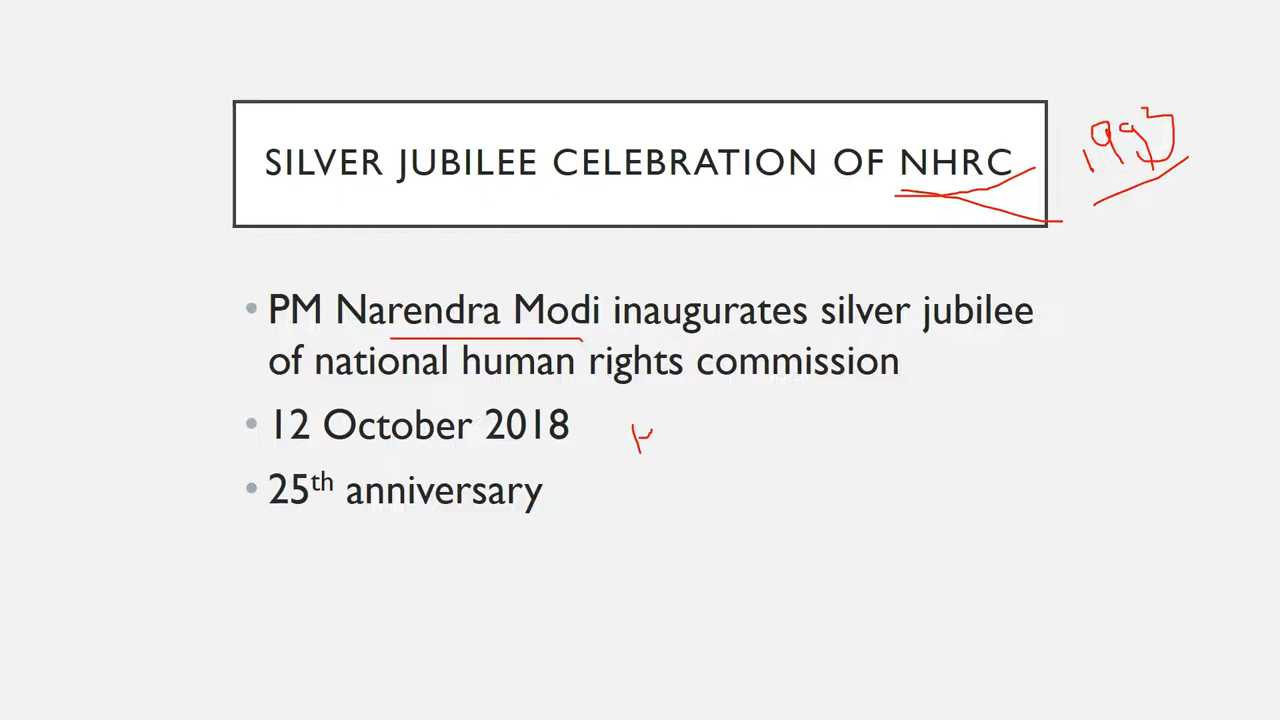 SILVER JUBILEE CELEBRATION OF NHRC
1993
• PM Narendra Modi inaugurates silver jubilee
of national human rights commission
• 12 October 2018
• 25th anniversary